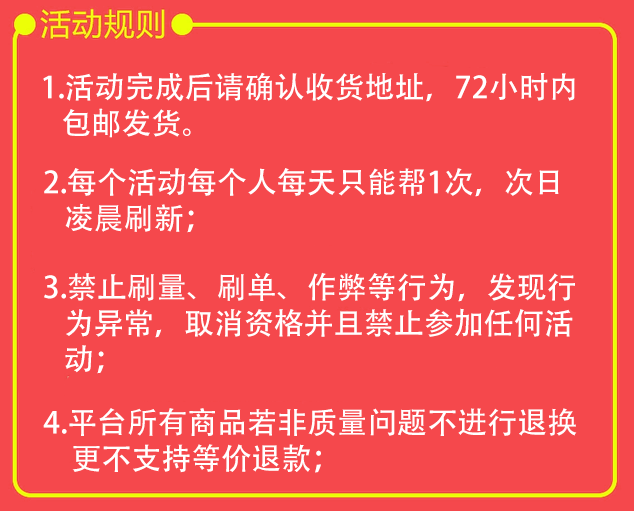 活动规则
1.活动完成后请确认收货地址，72小时内
包邮发货。
2.每个活动每个人每天只能帮1次，次日
凌晨刷新；
3.禁止刷量、刷单、作弊等行为，发现行
为异常，取消资格并且禁止参加任何活
动；
4.平台所有商品若非质量问题不进行退换
更不支持等价退款；